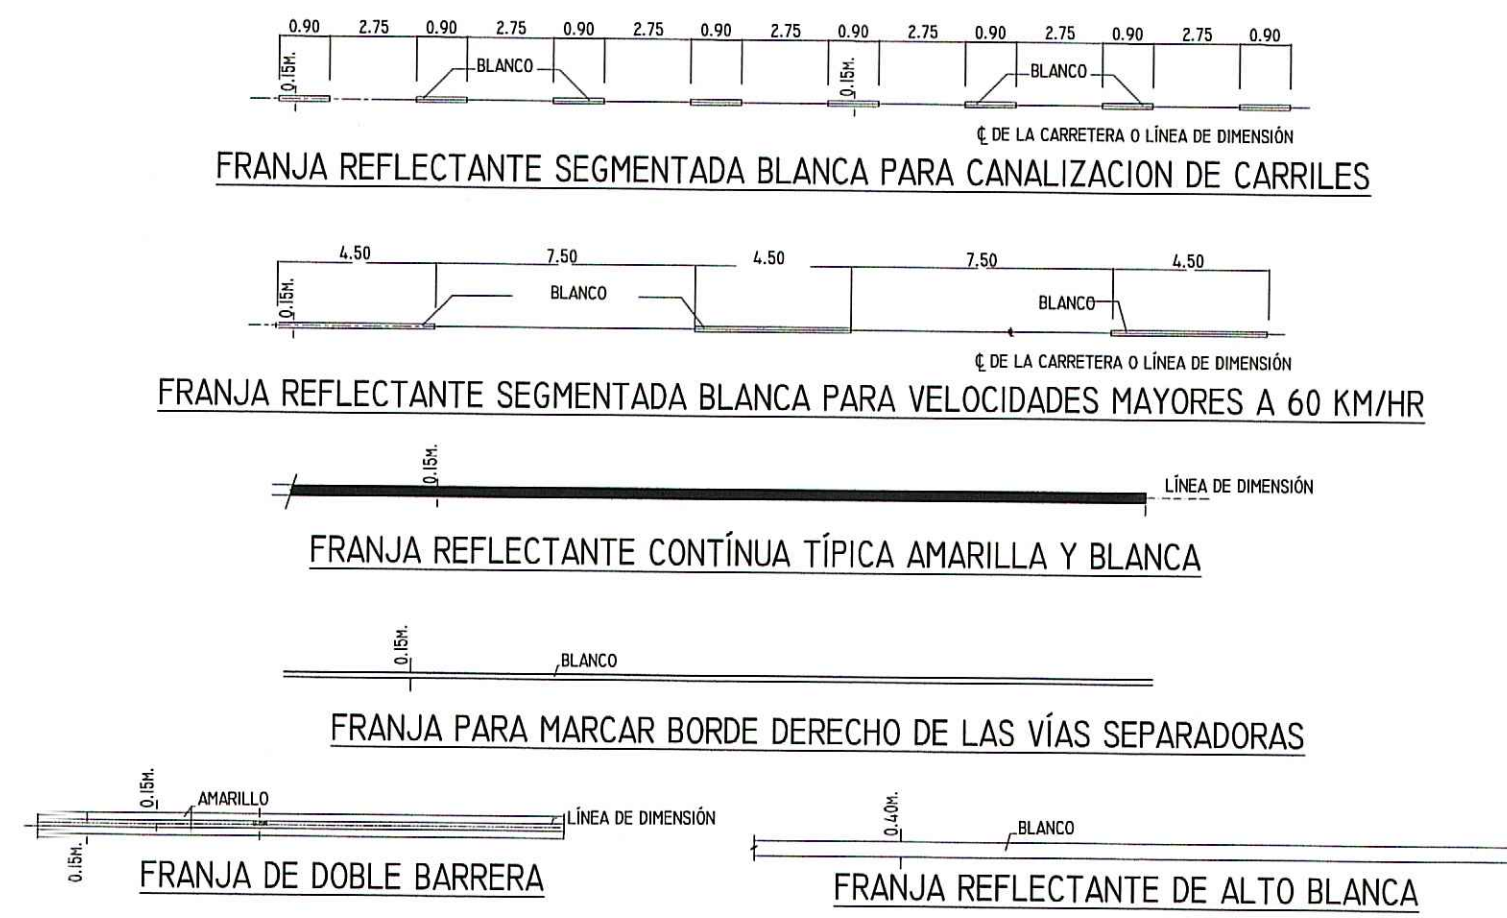 0.90 2.75 0.90 2.75 0.90 2.75 0.90 2.75 0.90 2.75 0.90 2.75 0.90 2.75 0.90
0.15M. BLANCO 0.15M. BLANCO
℄ DE LA CARRETERA O LÍNEA DE DIMENSIÓN
FRANJA REFLECTANTE SEGMENTADA BLANCA PARA CANALIZACION DE CARRILES
4.50 7.50 4.50 7.50 4.50
0.15M. BLANCO BLANCO
℄ DE LA CARRETERA O LÍNEA DE DIMENSIÓN
FRANJA REFLECTANTE SEGMENTADA BLANCA PARA VELOCIDADES MAYORES A 60 KM/HR
0.15M.
LÍNEA DE DIMENSIÓN
FRANJA REFLECTANTE CONTÍNUA TÍPICA AMARILLA Y BLANCA
0.15M. BLANCO
FRANJA PARA MARCAR BORDE DERECHO DE LAS VÍAS SEPARADORAS
0.15M. AMARILLO
LÍNEA DE DIMENSIÓN
0.15M.
FRANJA DE DOBLE BARRERA
0.40M. BLANCO
FRANJA REFLECTANTE DE ALTO BLANCA